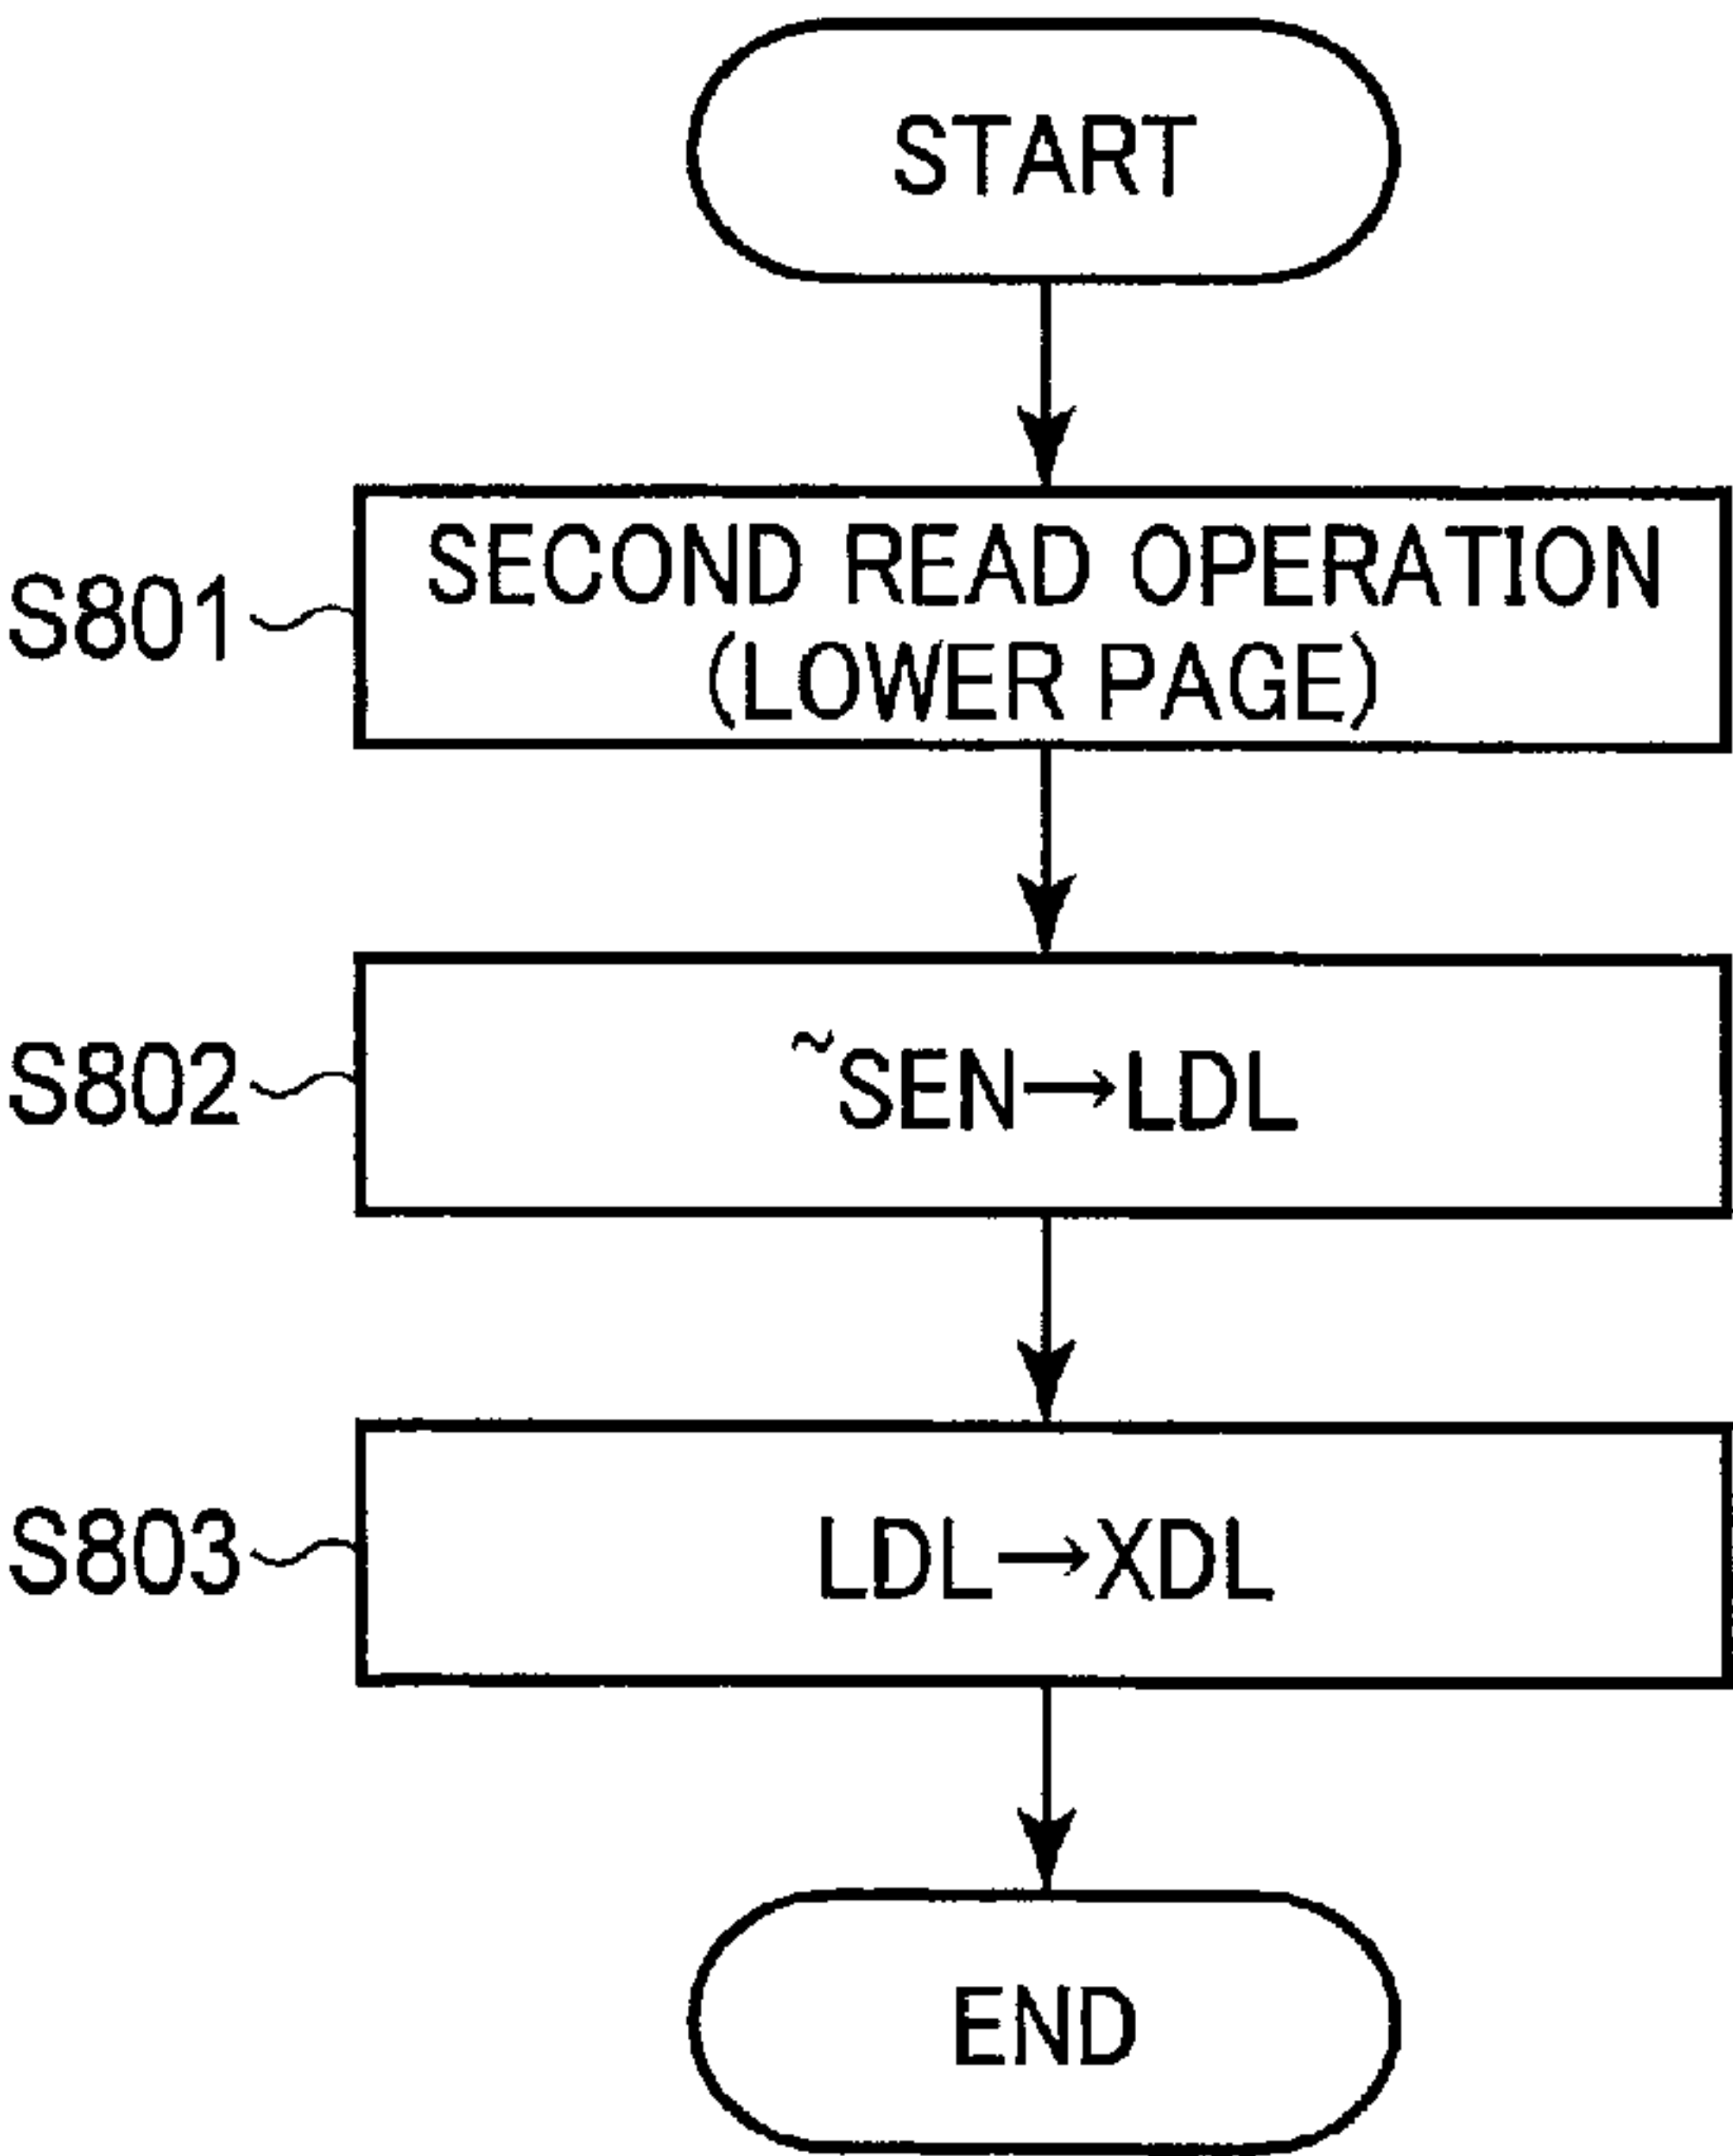 START
S801
SECOND READ OPERATION
(LOWER PAGE)
S802
~SEN→LDL
S803
LDL→XDL
END